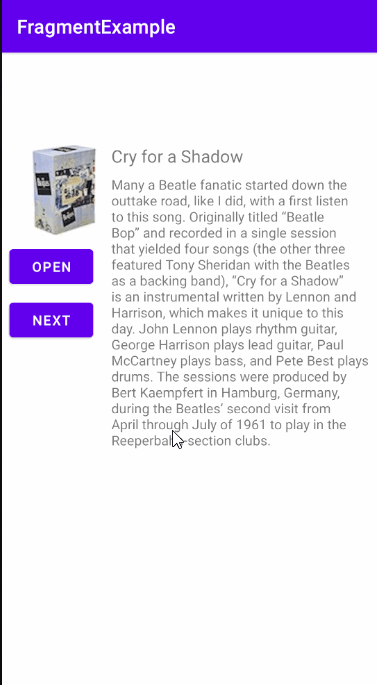 FragmentExample
Cry for a Shadow
Many a Beatle fanatic started down the
outtake road, like I did, with a first listen
to this song. Originally titled “Beatle
Bop” and recorded in a single session
that yielded four songs (the other three
featured Tony Sheridan with the Beatles
as a backing band), “Cry for a Shadow”
is an instrumental written by Lennon and
Harrison, which makes it unique to this
day. John Lennon plays rhythm guitar,
George Harrison plays lead guitar, Paul
McCartney plays bass, and Pete Best plays
drums. The sessions were produced by
Bert Kaempfert in Hamburg, Germany,
during the Beatles’ second visit from
April through July of 1961 to play in the
Reeperbahn-section clubs.
OPEN
NEXT